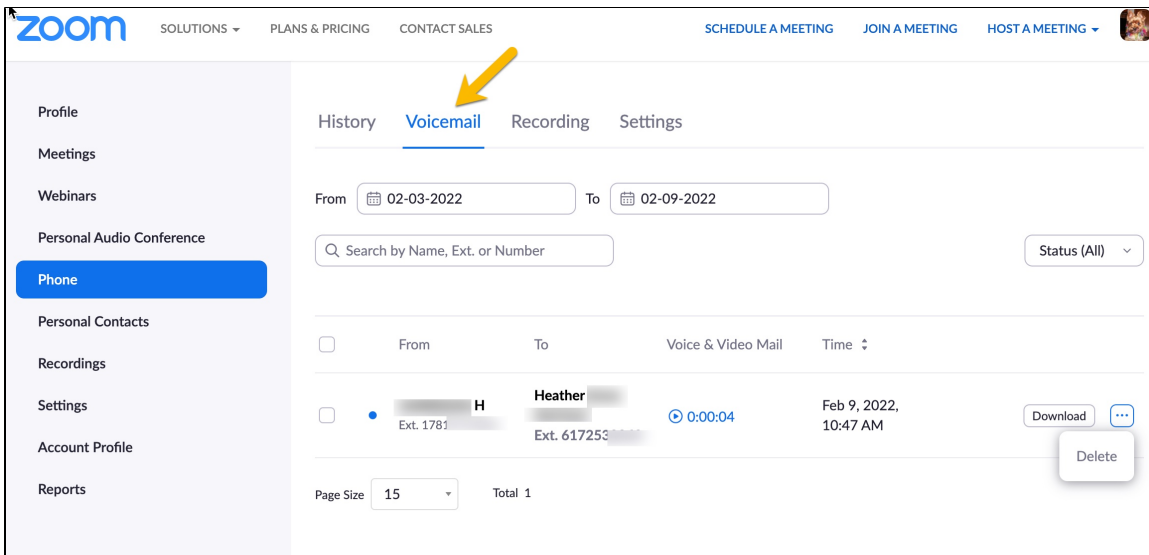 zoom SOLUTIONS PLANS & PRICING CONTACT SALES SCHEDULE A MEETING JOIN A MEETING HOST A MEETING
Profile
Meetings
Webinars
Personal Audio Conference
Phone
Personal Contacts
Recordings
Settings
Account Profile
Reports
History Voicemail Recording Settings
From 02-03-2022 To 02-09-2022
Search by Name, Ext. or Number Status (All)
From To Voice & Video Mail Time
H Heather 0:00:04 Feb 9, 2022, Download ...
Ext. 1781 Ext. 617253 10:47 AM
Delete
Page Size 15 Total 1